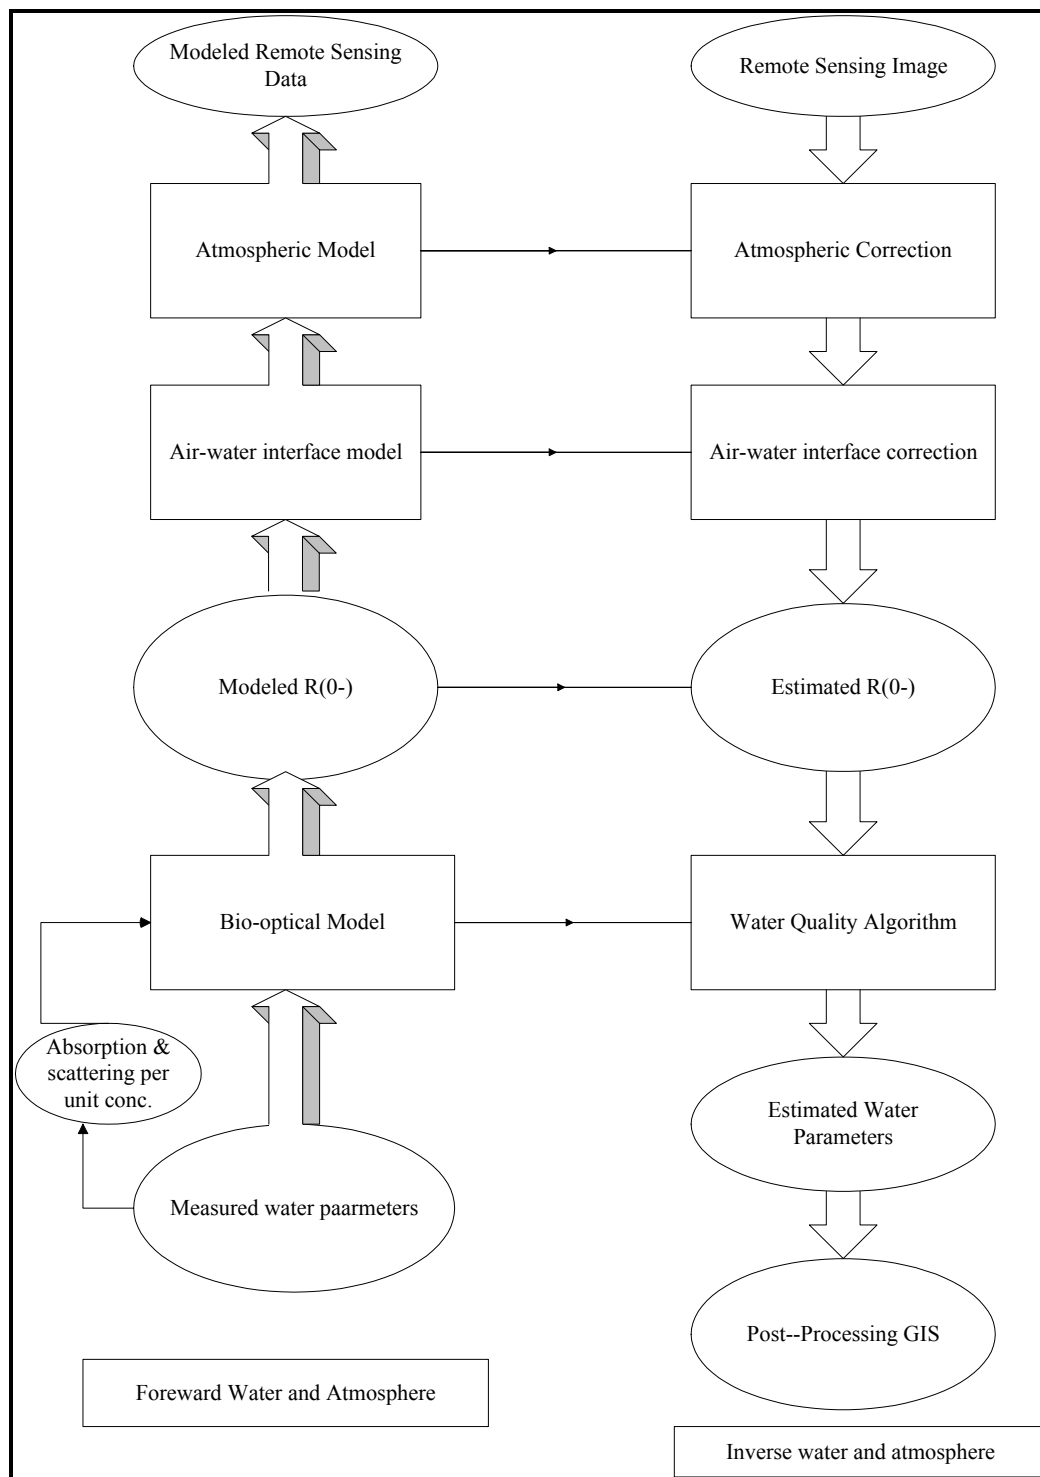 Modeled Remote Sensing
Data
Remote Sensing Image
Atmospheric Model
Atmospheric Correction
Air-water interface model
Air-water interface correction
Modeled R(0-)
Estimated R(0-)
Bio-optical Model
Water Quality Algorithm
Absorption &
scattering per
unit conc.
Estimated Water
Parameters
Measured water paarmeters
Post--Processing GIS
Foreward Water and Atmosphere
Inverse water and atmosphere